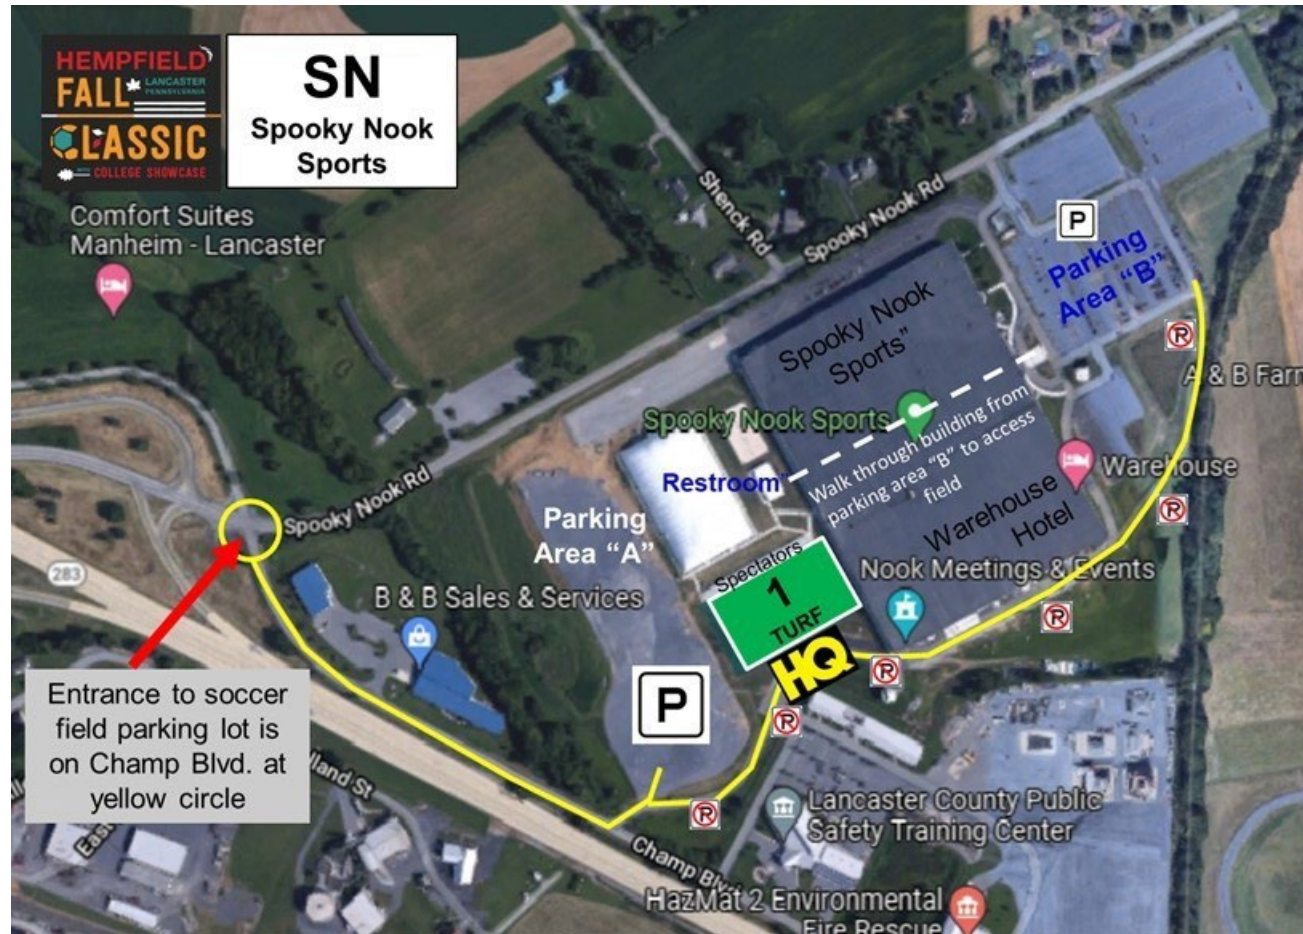 HEMPFIELD
FALL
LANCASTER
PENNSYLVANIA
CLASSIC
COLLEGE SHOWCASE
SN
Spooky Nook
Sports
Comfort Suites
Manheim - Lancaster
Shenck Rd
Spooky Nook Rd
P
Parking
Area “B”
Spooky Nook
Sports”
A & B Farm
Spooky Nook Sports
Walk through building from
parking area “B” to access
field
Restroom”
Warehouse
Warehouse
Hotel
Spooky Nook Rd
Parking
Area “A”
283
B & B Sales & Services
Spectators
1
TURF
Nook Meetings & Events
HQ
P
P
P
P
P
P
P
Entrance to soccer
field parking lot is
on Champ Blvd. at
yellow circle
lland St
East
Champ Blv
Lancaster County Public
Safety Training Center
HazMat 2 Environmental
Fire Rescue